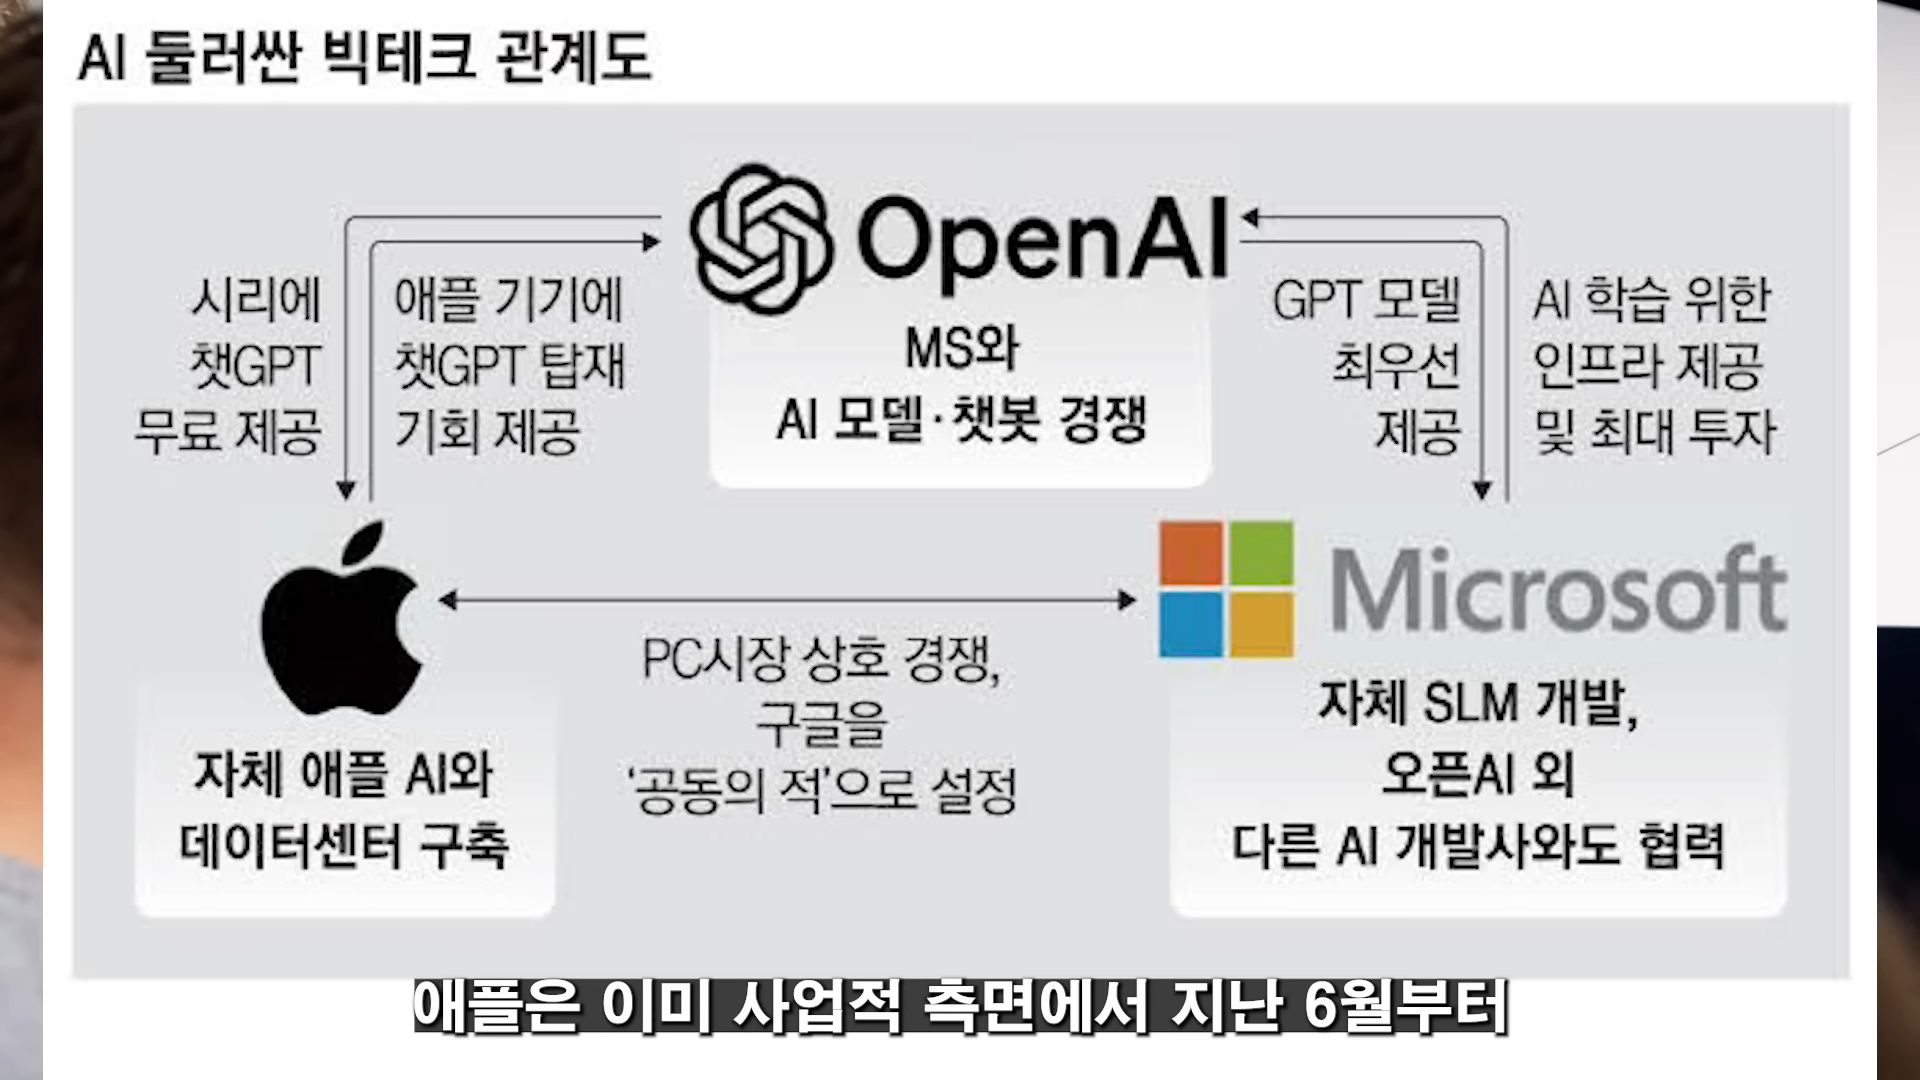 AI 둘러싼 빅테크 관계도
OpenAI
MS와
AI 모델·챗봇 경쟁
시리에
챗GPT
무료 제공
애플 기기에
챗GPT 탑재
기회 제공
GPT 모델
최우선
제공
AI 학습 위한
인프라 제공
및 최대 투자
PC시장 상호 경쟁,
구글을
‘공동의 적’으로 설정
Microsoft
자체 애플 AI와
데이터센터 구축
자체 SLM 개발,
오픈AI 외
다른 AI 개발사와도 협력
애플은 이미 사업적 측면에서 지난 6월부터